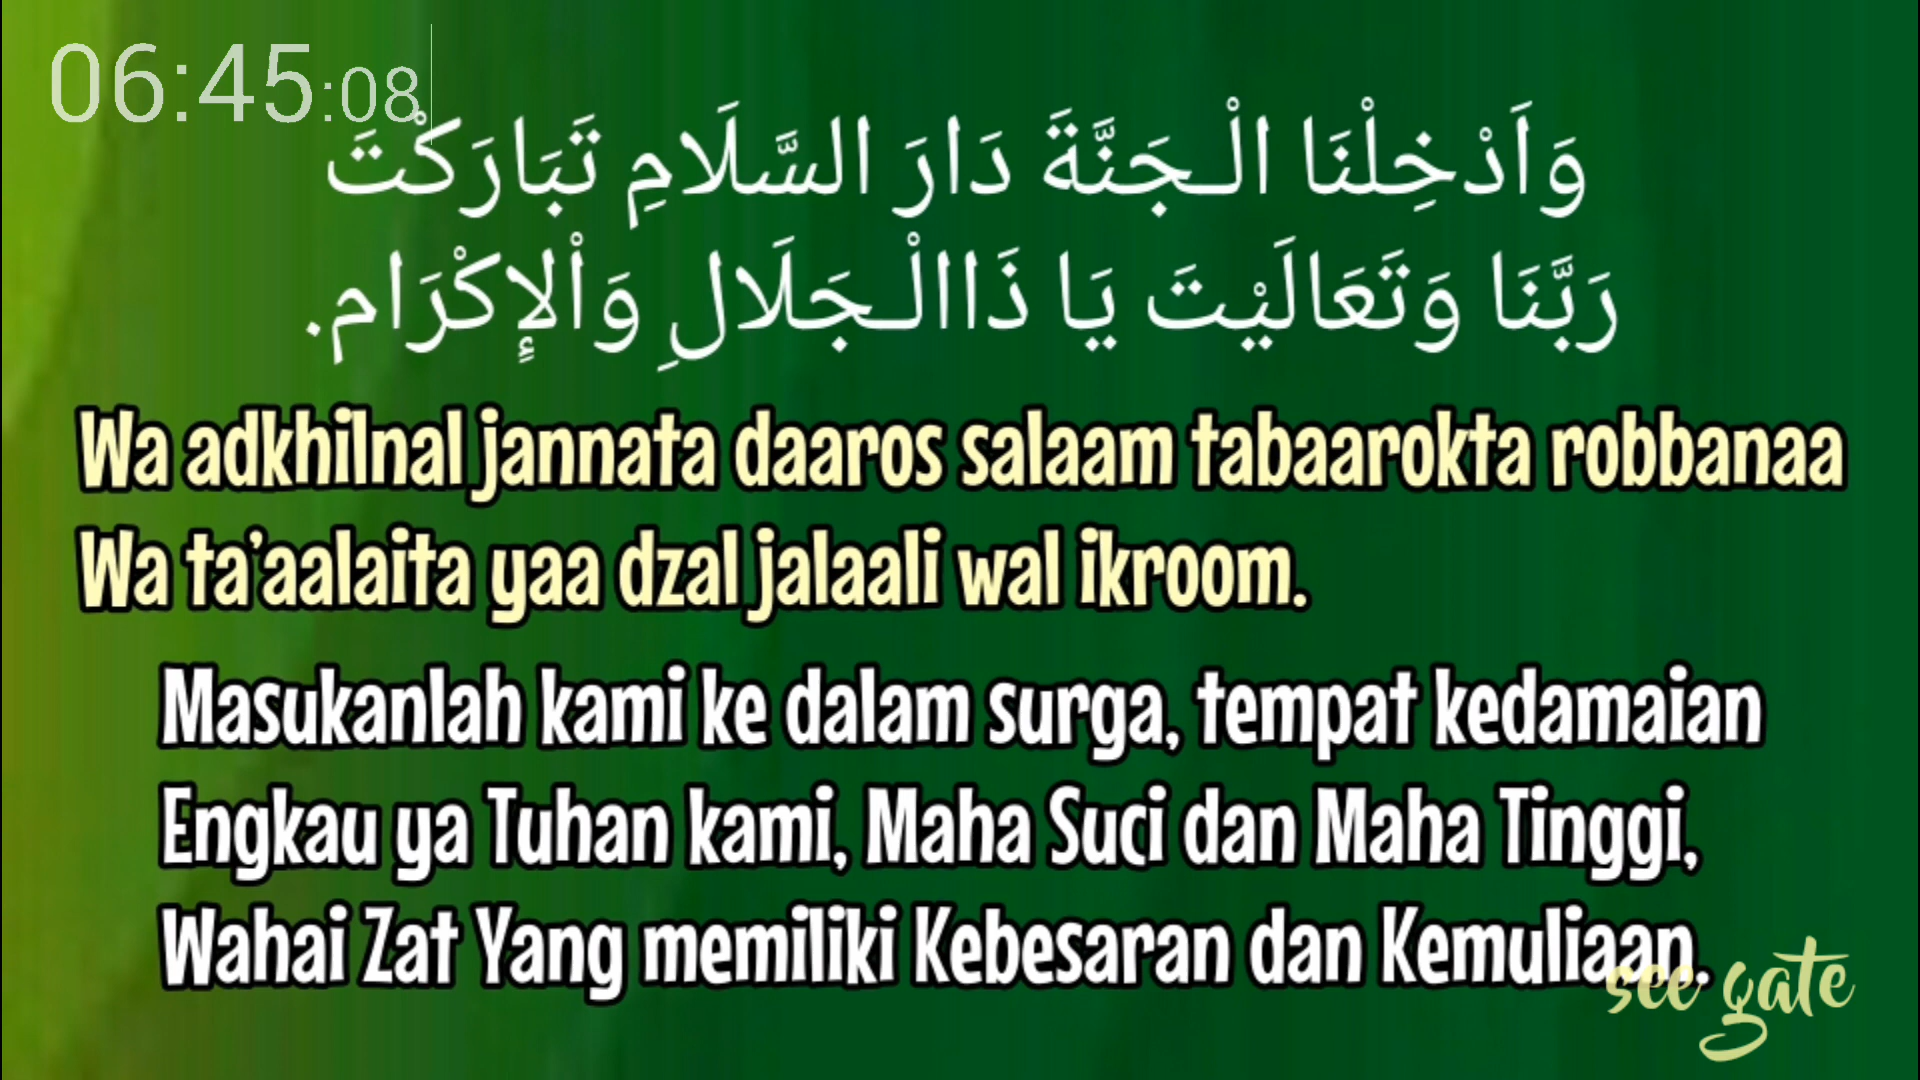 06:45:08
وَاَدْخِلْنَا الْـجَنَّةَ دَارَ السَّلَامِ تَبَارَكْتَ
رَبَّنَا وَتَعَالَيْتَ يَا ذَاالْـجَلَالِ وَاْلإِكْرَام.
Wa adkhilnal jannata daaros salaam tabaarokta robbanaa
Wa ta’aalaita yaa dzal jalaali wal ikroom.
Masukanlah kami ke dalam surga, tempat kedamaian
Engkau ya Tuhan kami, Maha Suci dan Maha Tinggi,
Wahai Zat Yang memiliki Kebesaran dan Kemuliaan.
see gate